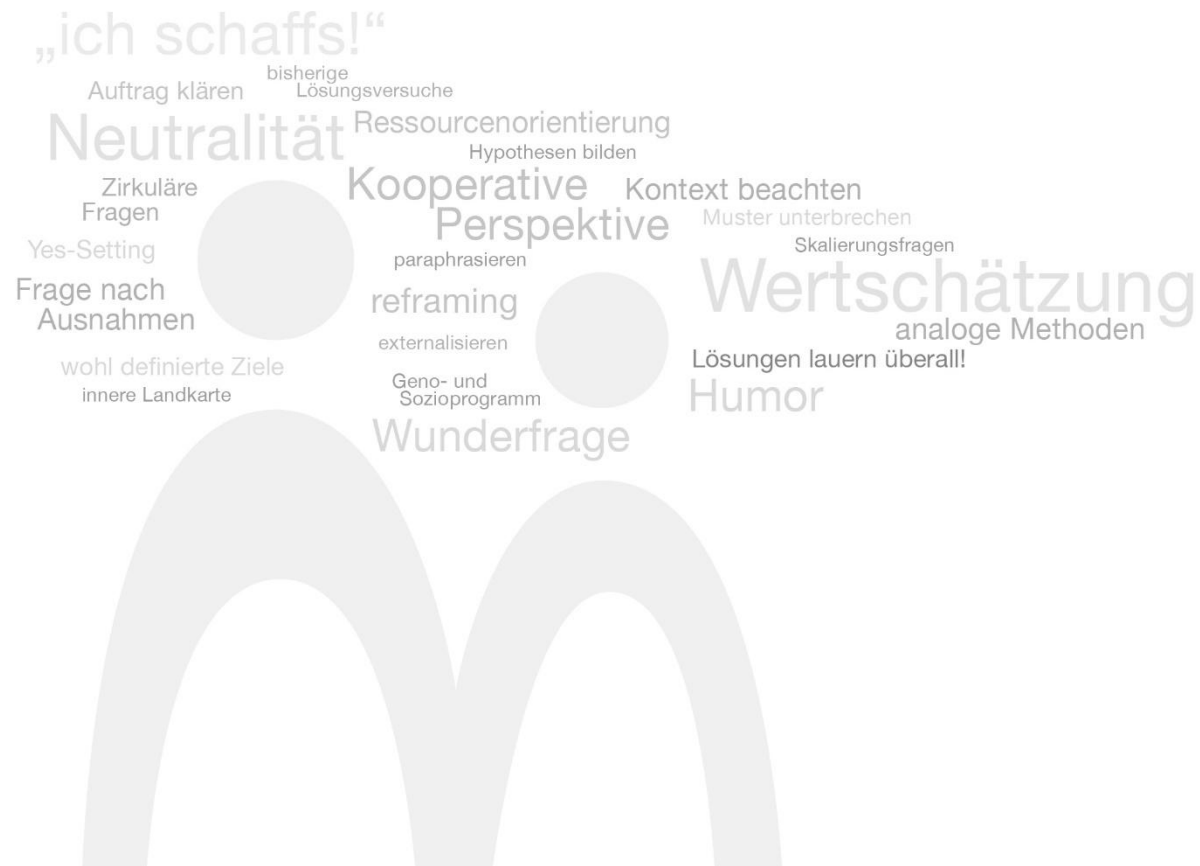 „ich schaffs!“
bisherige
Auftrag klären
Lösungsversuche
Neutralität
Ressourcenorientierung
Hypothesen bilden
Zirkuläre
Fragen
Kooperative
Perspektive
Kontext beachten
Muster unterbrechen
Yes-Setting
paraphrasieren
Skalierungsfragen
Frage nach
Ausnahmen
reframing
Wertschätzung
analoge Methoden
externalisieren
Lösungen lauern überall!
wohl definierte Ziele
innere Landkarte
Geno- und
Sozioprogramm
Humor
Wunderfrage